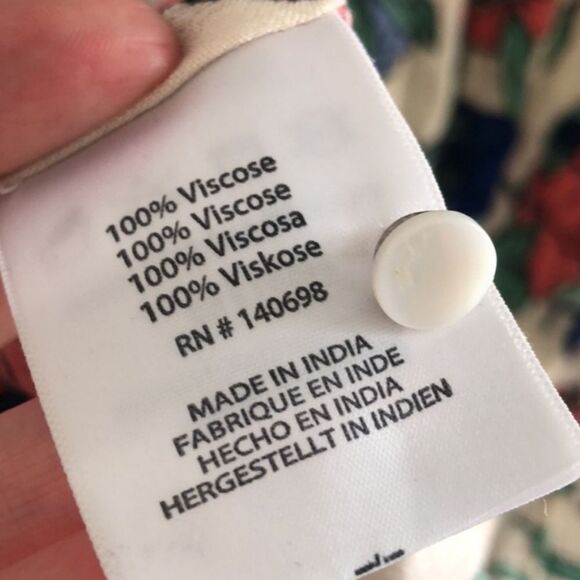 100% Viscose
100% Viscose
100% Viscosa
100% Viskose
RN # 140698
MADE IN INDIA
FABRIQUE EN INDE
HECHO EN INDIA
HERGESTELLT IN INDIEN